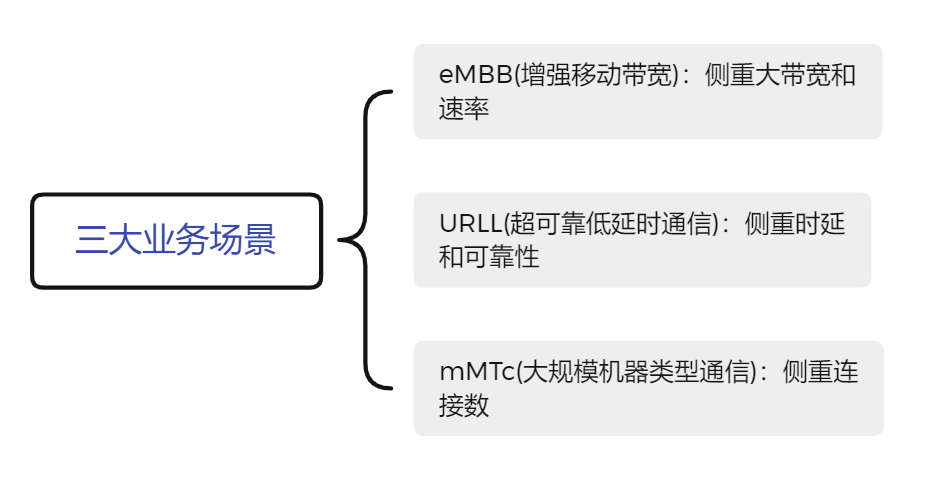 三大业务场景
eMBB(增强移动带宽)：侧重大带宽和
速率
URLL(超可靠低延时通信)：侧重时延
和可靠性
mMTc(大规模机器类型通信)：侧重连
接数